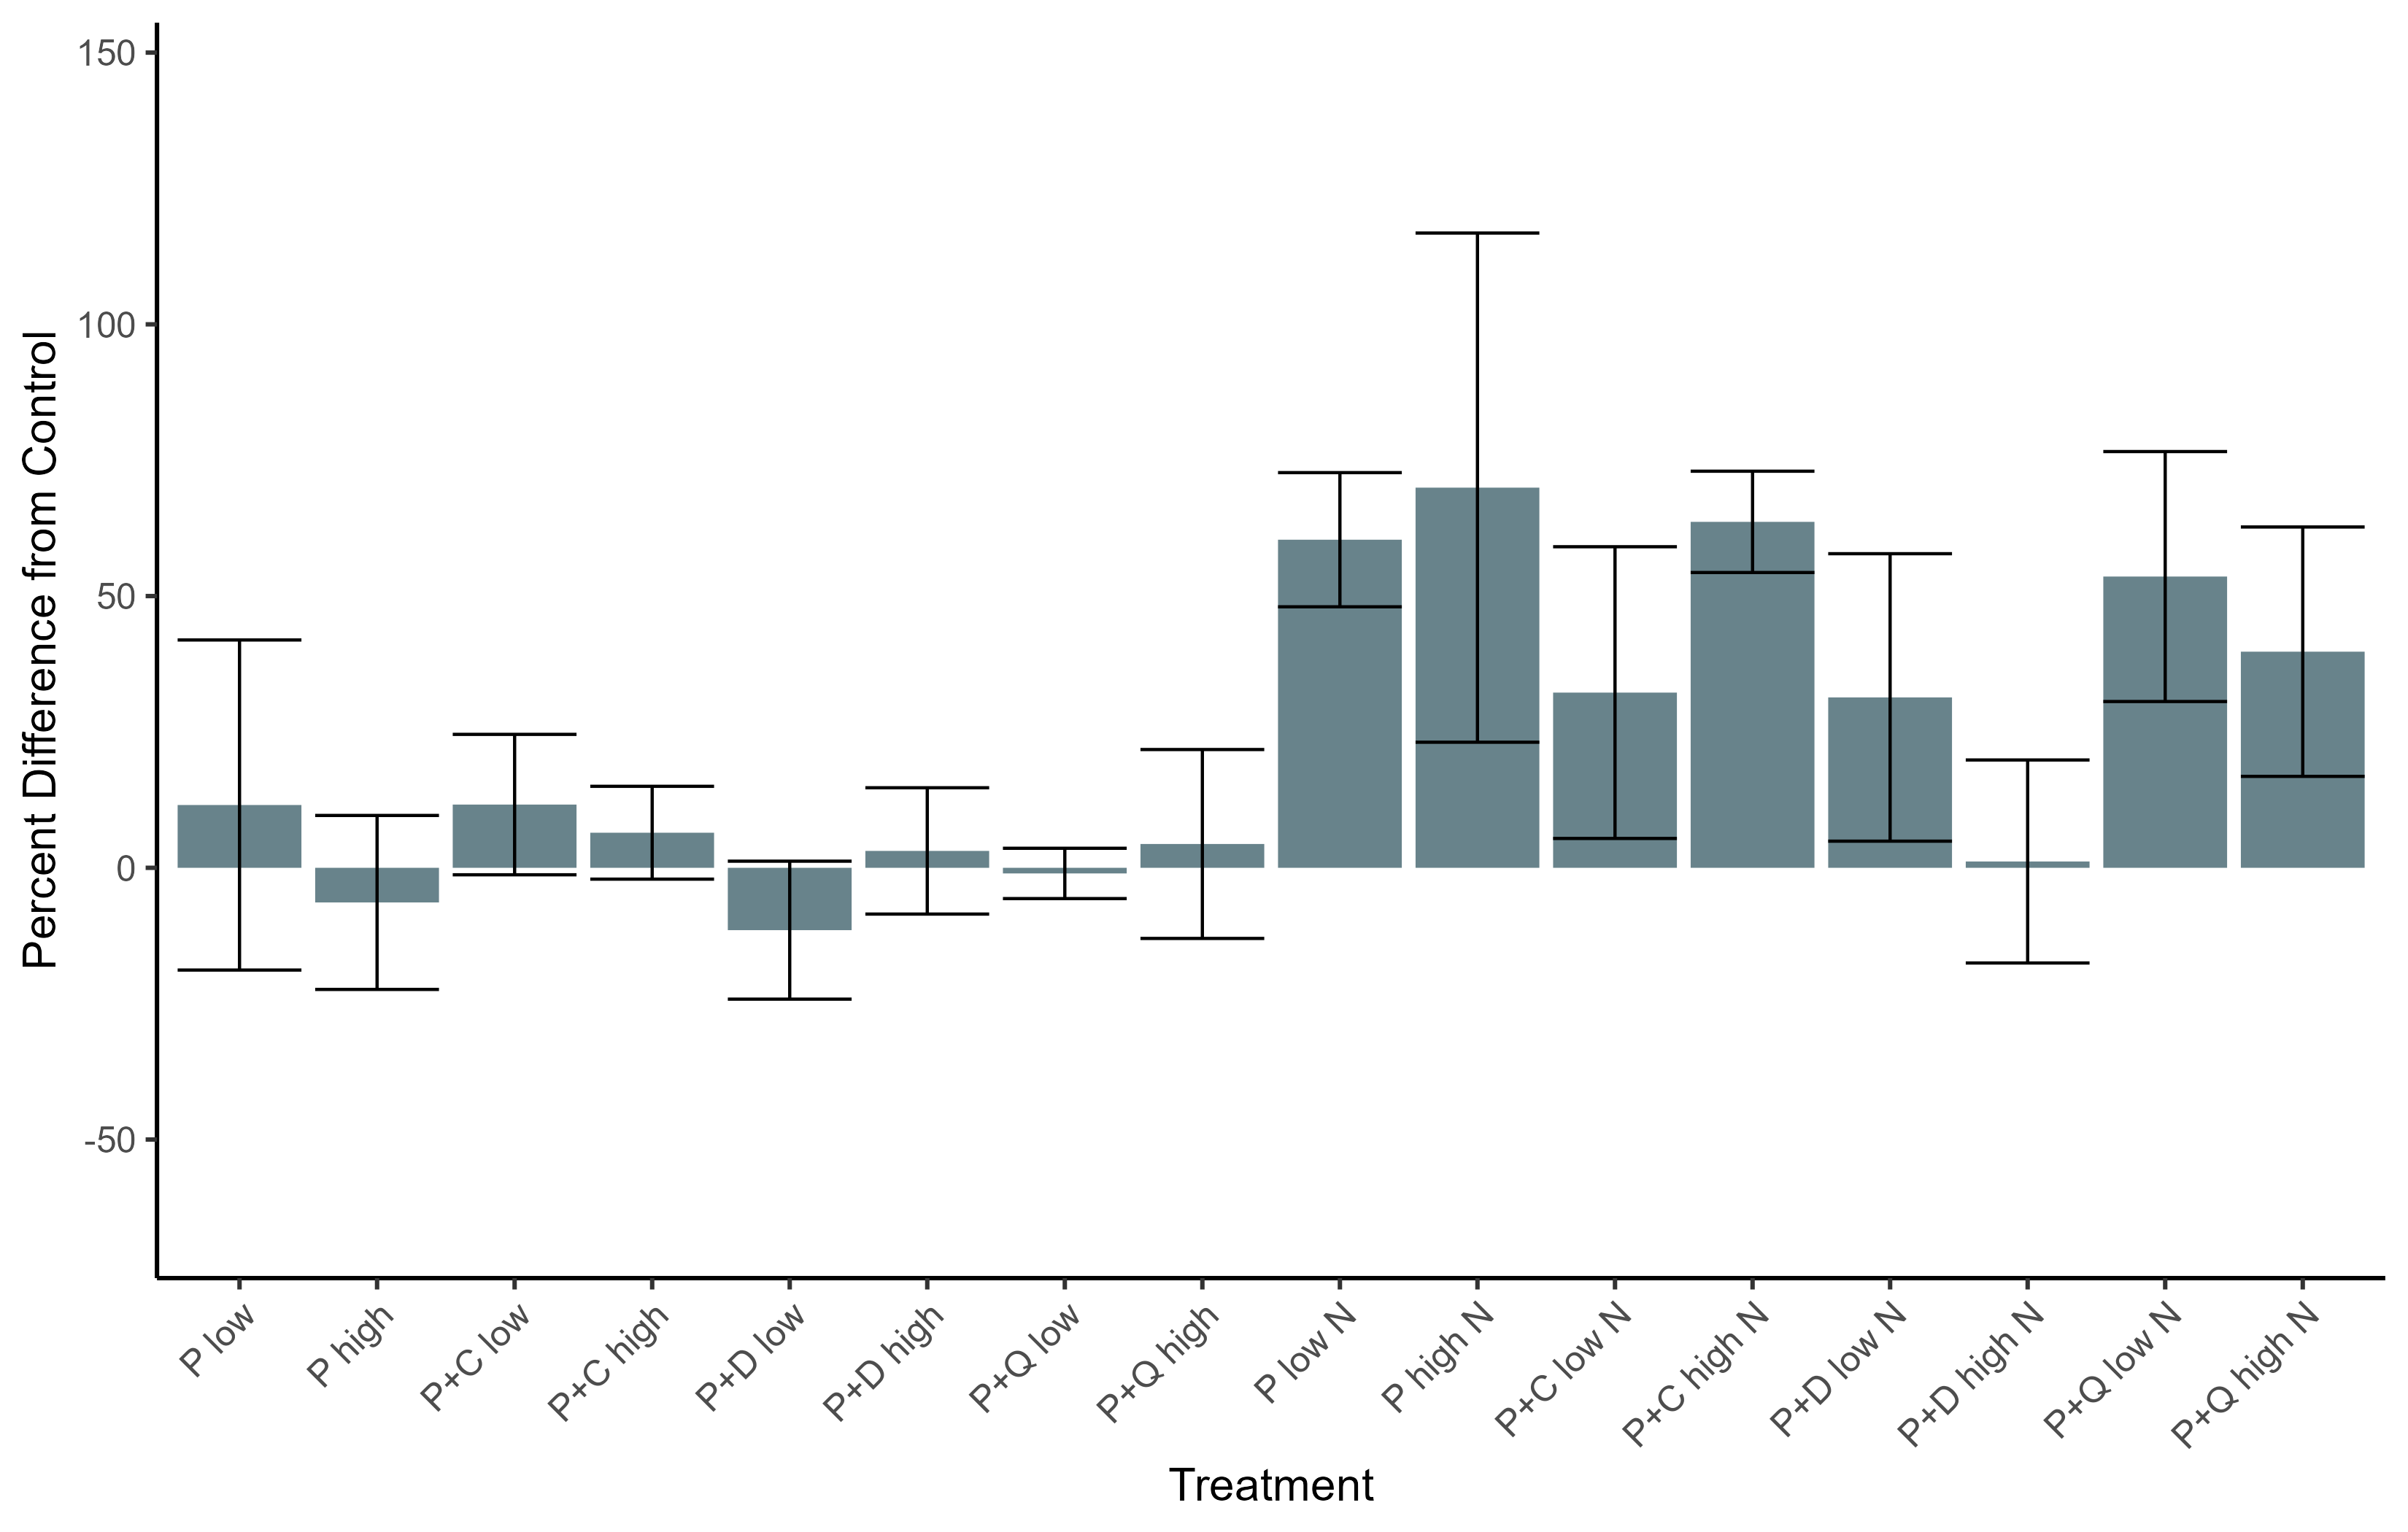 150
100
50
0
-50
Percent Difference from Control
P low
P high
P+C low
P+C high
P+D low
P+D high
P+Q low
P+Q high
P low N
P high N
P+C low N
P+C high N
P+D low N
P+D high N
P+Q low N
P+Q high N
Treatment